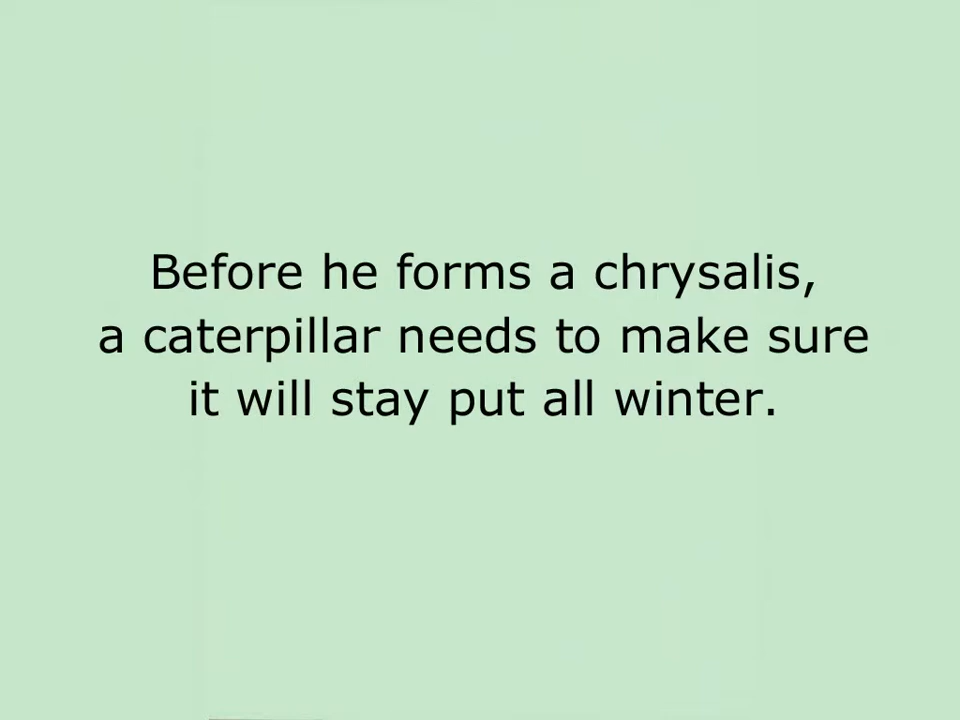 Before he forms a chrysalis,
a caterpillar needs to make sure
it will stay put all winter.